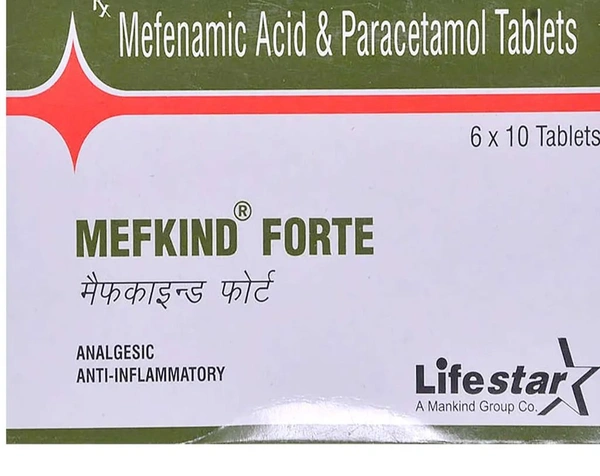 Rx
Mefenamic Acid & Paracetamol Tablets
6 x 10 Tablets
MEFKIND® FORTE
मैफकाइन्ड फोर्ट
ANALGESIC
ANTI-INFLAMMATORY
Lifestar
A Mankind Group Co.